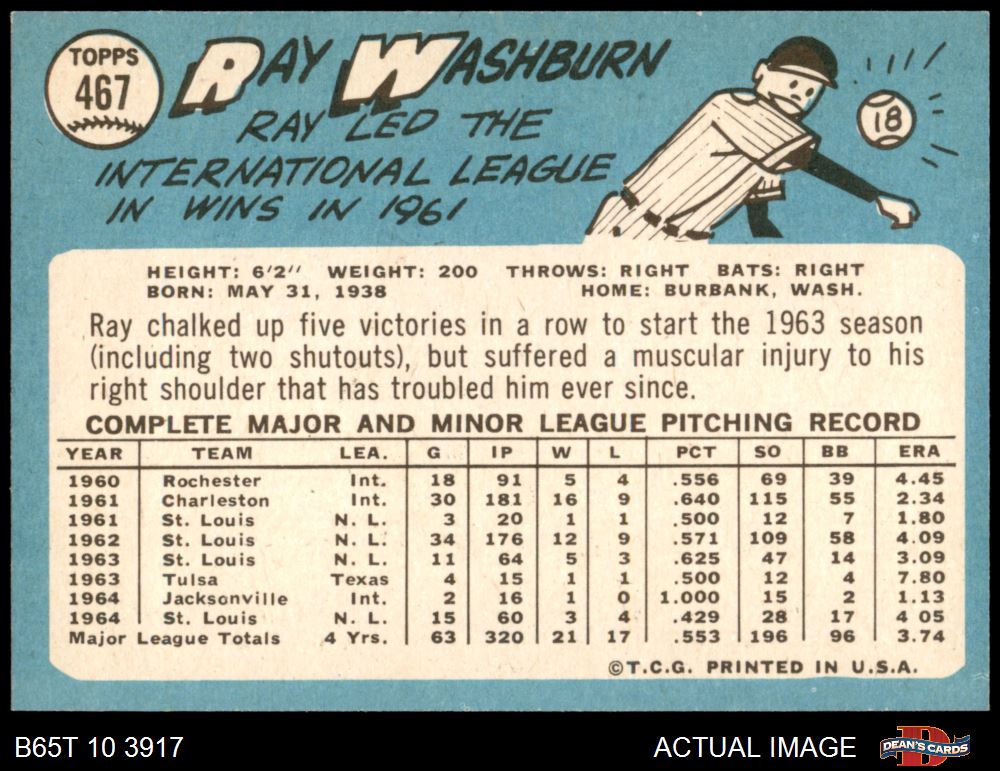 TOPPS
467
RAY WASHBURN
RAY LED THE
INTERNATIONAL LEAGUE
IN WINS IN 1961
18
HEIGHT: 6'2" WEIGHT: 200 THROWS: RIGHT BATS: RIGHT
BORN: MAY 31, 1938 HOME: BURBANK, WASH.
Ray chalked up five victories in a row to start the 1963 season
(including two shutouts), but suffered a muscular injury to his
right shoulder that has troubled him ever since.
COMPLETE MAJOR AND MINOR LEAGUE PITCHING RECORD
YEAR TEAM LEA. G IP W L PCT SO BB ERA
1960 Rochester Int. 18 91 5 4 .556 69 39 4.45
1961 Charleston Int. 30 181 16 9 .640 115 55 2.34
1961 St. Louis N. L. 3 20 1 1 .500 12 7 1.80
1962 St. Louis N. L. 34 176 12 9 .571 109 58 4.09
1963 St. Louis N. L. 11 64 5 3 .625 47 14 3.09
1963 Tulsa Texas 4 15 1 1 .500 12 4 7.80
1964 Jacksonville Int. 2 16 1 0 1.000 15 2 1.13
1964 St. Louis N. L. 15 60 3 4 .429 28 17 4 05
Major League Totals 4 Yrs. 63 320 21 17 .553 196 96 3.74
©T.C.G. PRINTED IN U.S.A.
B65T 10 3917 ACTUAL IMAGE DEAN'S CARDS